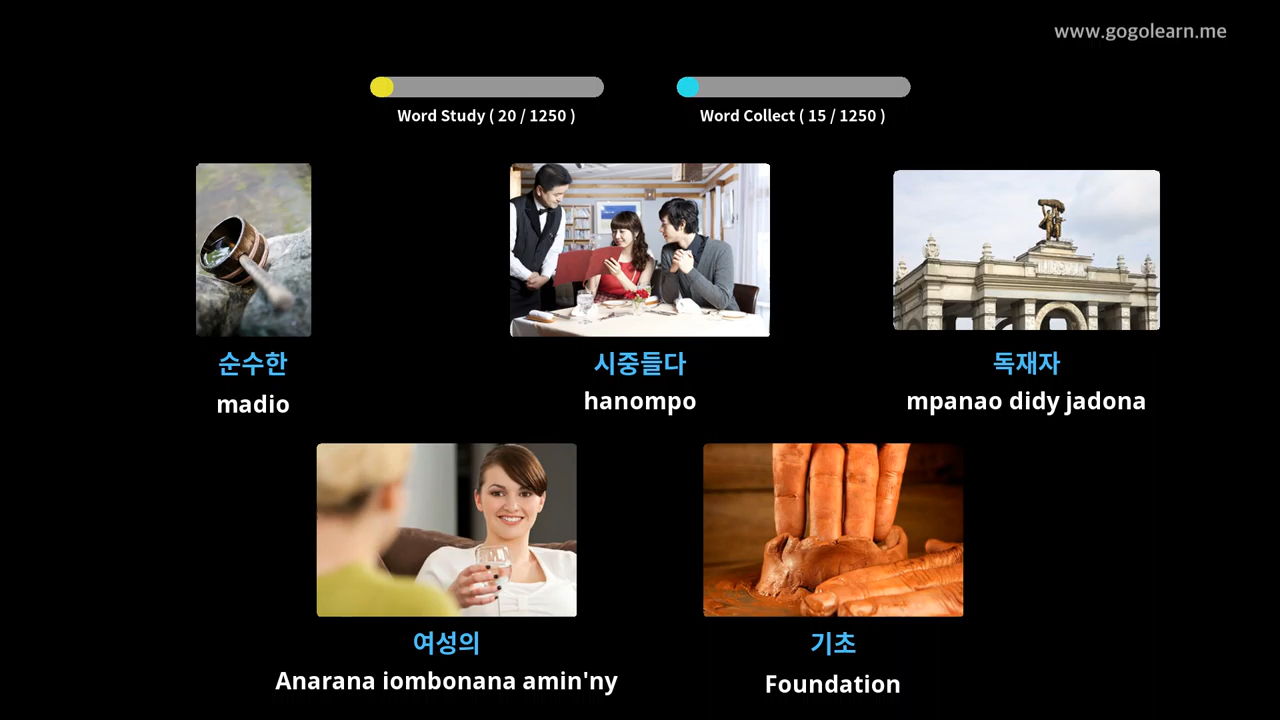 www.gogolearn.me
Word Study ( 20 / 1250 )
Word Collect ( 15 / 1250 )
순수한
madio
시중들다
hanompo
독재자
mpanao didy jadona
여성의
Anarana iombonana amin'ny
기초
Foundation